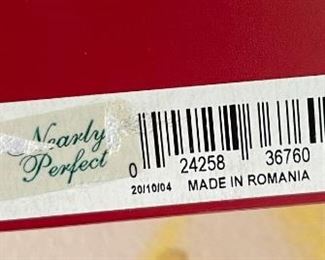 Nearly
Perfect
0 24258 36760
20/10/04 MADE IN ROMANIA